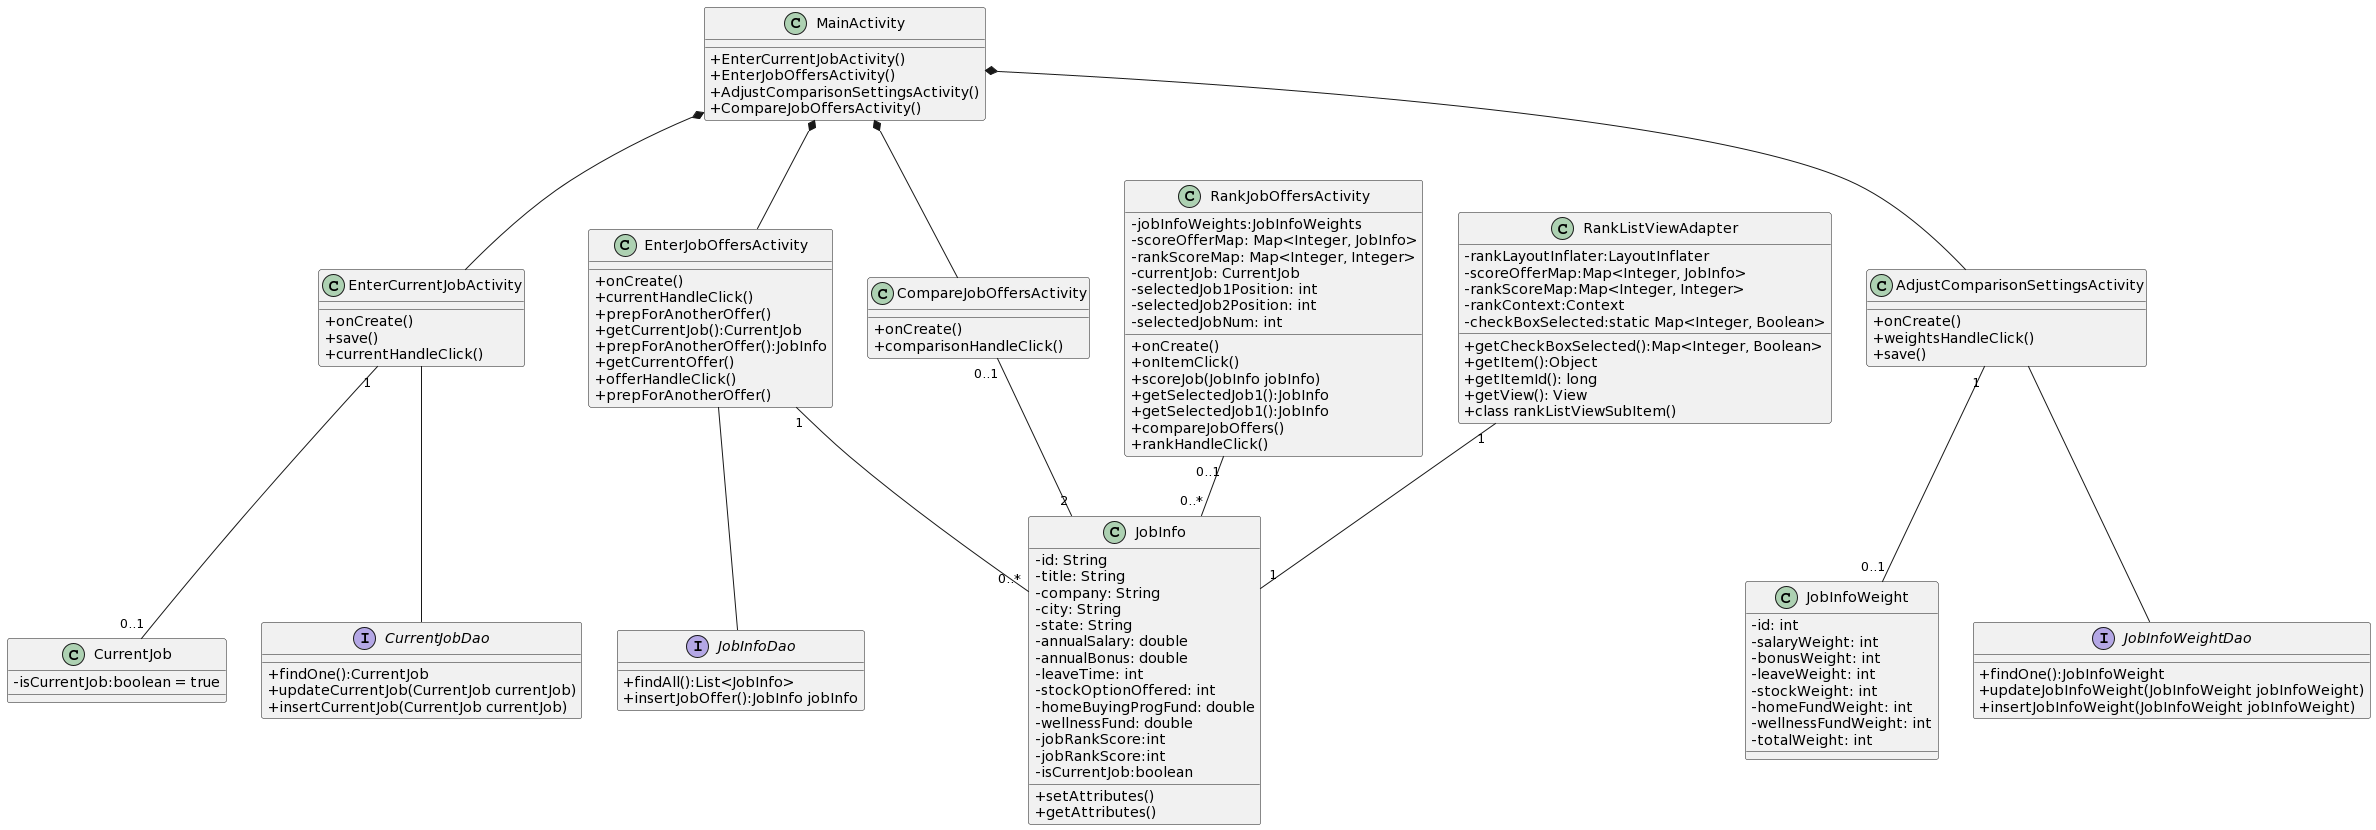 C MainActivity
+EnterCurrentJobActivity()
+EnterJobOffersActivity()
+AdjustComparisonSettingsActivity()
+CompareJobOffersActivity()
C RankJobOffersActivity
-jobInfoWeights:JobInfoWeights
-scoreOfferMap: Map<Integer, JobInfo>
-rankScoreMap: Map<Integer, Integer>
-currentJob: CurrentJob
-selectedJob1Position: int
-selectedJob2Position: int
-selectedJobNum: int
+onCreate()
+onItemClick()
+scoreJob(JobInfo jobInfo)
+getSelectedJob1():JobInfo
+getSelectedJob1():JobInfo
+compareJobOffers()
+rankHandleClick()
C RankListViewAdapter
-rankLayoutInflater:LayoutInflater
-scoreOfferMap:Map<Integer, JobInfo>
-rankScoreMap:Map<Integer, Integer>
-rankContext:Context
-checkBoxSelected:static Map<Integer, Boolean>
+getCheckBoxSelected():Map<Integer, Boolean>
+getItem():Object
+getItemId(): long
+getView(): View
+class rankListViewSubItem()
C EnterJobOffersActivity
+onCreate()
+currentHandleClick()
+prepForAnotherOffer()
+getCurrentJob():CurrentJob
+prepForAnotherOffer():JobInfo
+getCurrentOffer()
+offerHandleClick()
+prepForAnotherOffer()
C EnterCurrentJobActivity
+onCreate()
+save()
+currentHandleClick()
C CompareJobOffersActivity
+onCreate()
+comparisonHandleClick()
C AdjustComparisonSettingsActivity
+onCreate()
+weightsHandleClick()
+save()
1
0..1
1
0..1
1
1
0..1
2
0..*
0..*
1
0..1
C JobInfo
-id: String
-title: String
-company: String
-city: String
-state: String
-annualSalary: double
-annualBonus: double
-leaveTime: int
-stockOptionOffered: int
-homeBuyingProgFund: double
-wellnessFund: double
-jobRankScore:int
-jobRankScore:int
-isCurrentJob:boolean
+setAttributes()
+getAttributes()
C CurrentJob
-isCurrentJob:boolean = true
I CurrentJobDao
+findOne():CurrentJob
+updateCurrentJob(CurrentJob currentJob)
+insertCurrentJob(CurrentJob currentJob)
I JobInfoDao
+findAll():List<JobInfo>
+insertJobOffer():JobInfo jobInfo
C JobInfoWeight
-id: int
-salaryWeight: int
-bonusWeight: int
-leaveWeight: int
-stockWeight: int
-homeFundWeight: int
-wellnessFundWeight: int
-totalWeight: int
I JobInfoWeightDao
+findOne():JobInfoWeight
+updateJobInfoWeight(JobInfoWeight jobInfoWeight)
+insertJobInfoWeight(JobInfoWeight jobInfoWeight)